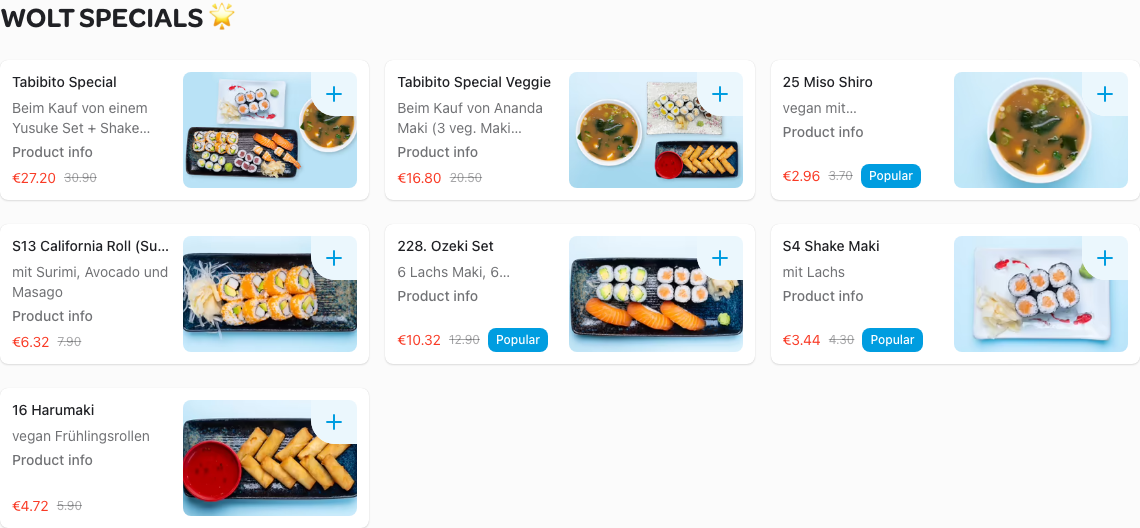 WOLT SPECIALS 🌟
Tabibito Special
Beim Kauf von einem
Yusuke Set + Shake...
Product info
€27.20 30.90
Tabibito Special Veggie
Beim Kauf von Ananda
Maki (3 veg. Maki...
Product info
€16.80 20.50
25 Miso Shiro
vegan mit...
Product info
€2.96 3.70 Popular
S13 California Roll (Su...
mit Surimi, Avocado und
Masago
Product info
€6.32 7.90
228. Ozeki Set
6 Lachs Maki, 6...
Product info
€10.32 12.90 Popular
S4 Shake Maki
mit Lachs
Product info
€3.44 4.30 Popular
16 Harumaki
vegan Frühlingsrollen
Product info
€4.72 5.90